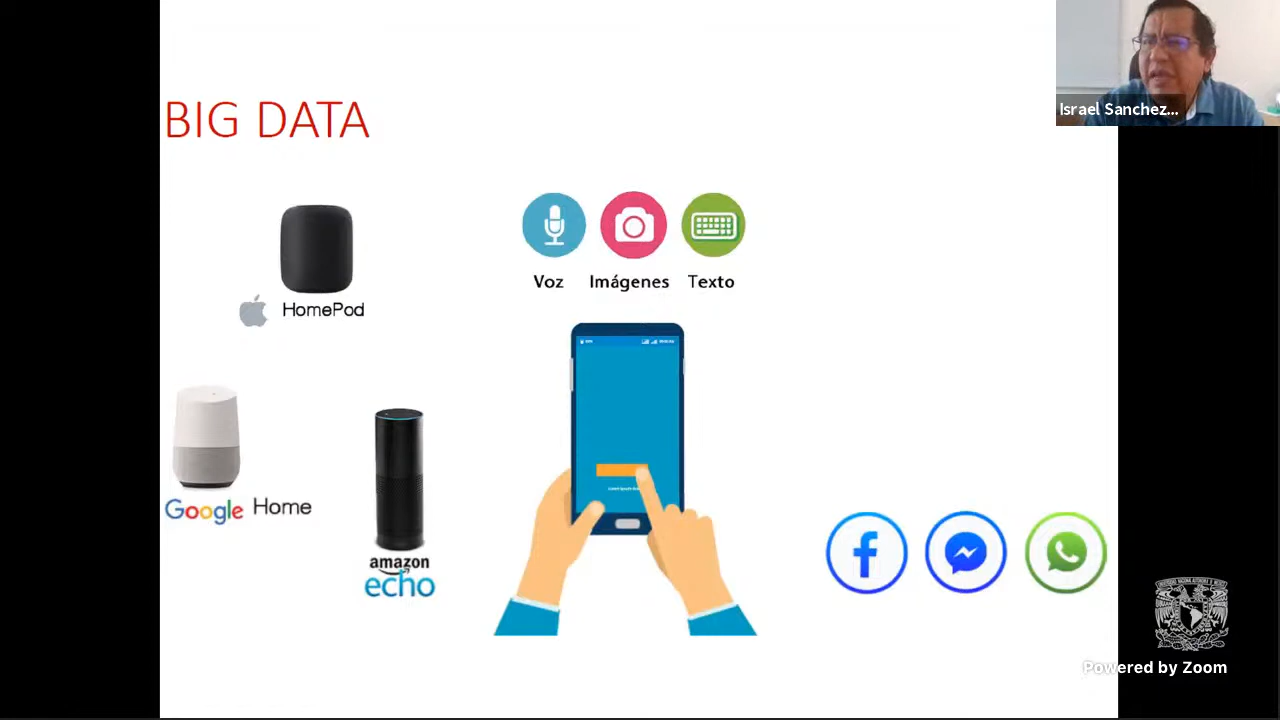 Israel Sanchez...
BIG DATA
Voz Imágenes Texto
HomePod
Google Home
amazon
echo
Powered by Zoom